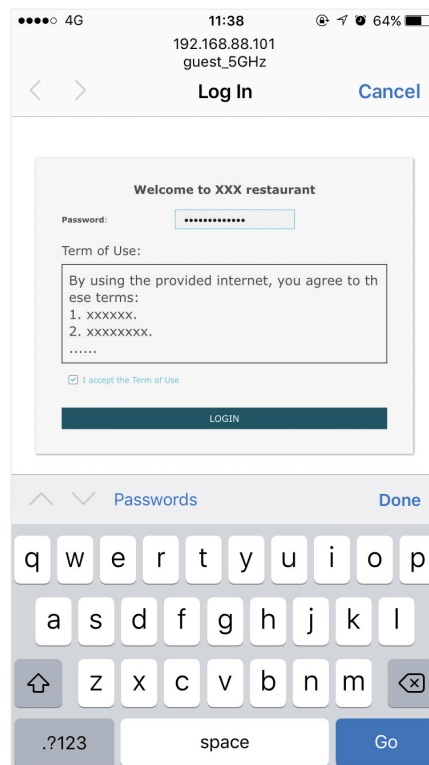 4G 11:38 64%
192.168.88.101
guest_5GHz
Log In Cancel
Welcome to XXX restaurant
Password: •••••••••••••
Term of Use:
By using the provided internet, you agree to th
ese terms:
1. xxxxxx.
2. xxxxxxxx.
......
I accept the Term of Use
LOGIN
Passwords Done
q w e r t y u i o p
a s d f g h j k l
z x c v b n m
.?123 space Go